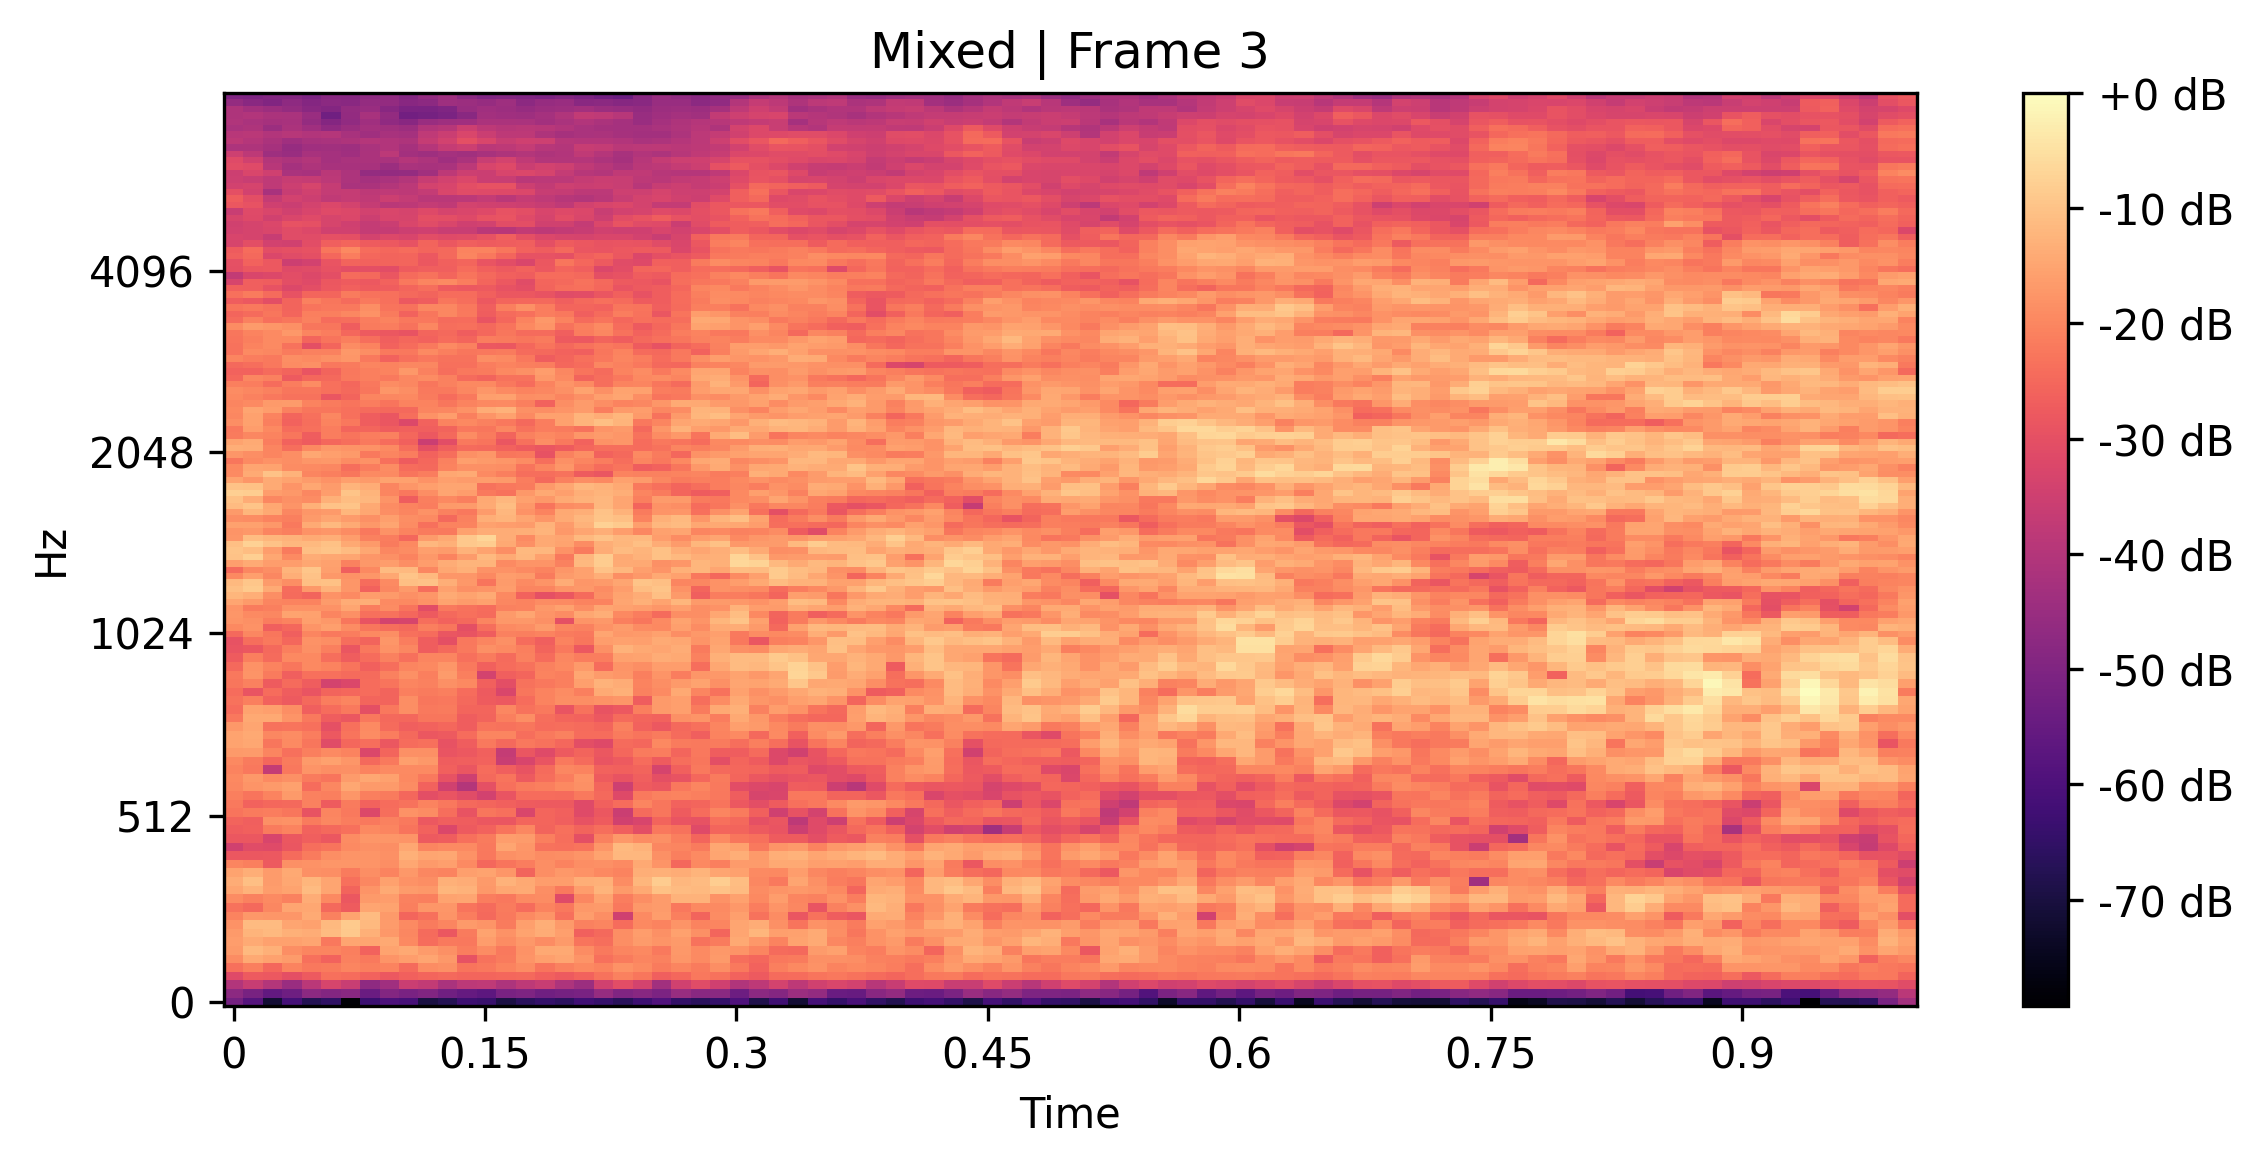 Mixed | Frame 3
+0 dB
-10 dB
-20 dB
-30 dB
-40 dB
-50 dB
-60 dB
-70 dB
Hz
4096
2048
1024
512
0
0 0.15 0.3 0.45 0.6 0.75 0.9
Time